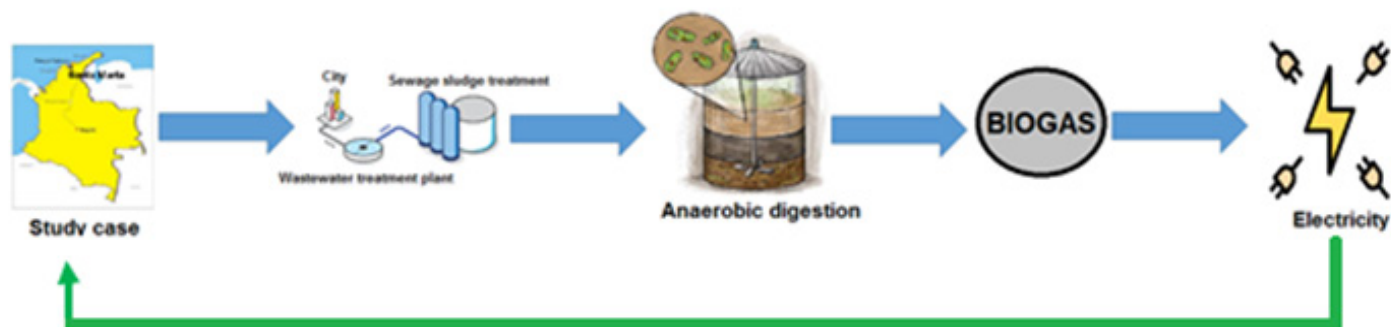 City
Sewage sludge treatment
Wastewater treatment plant
BIOGAS
Anaerobic digestion
Electricity
Study case